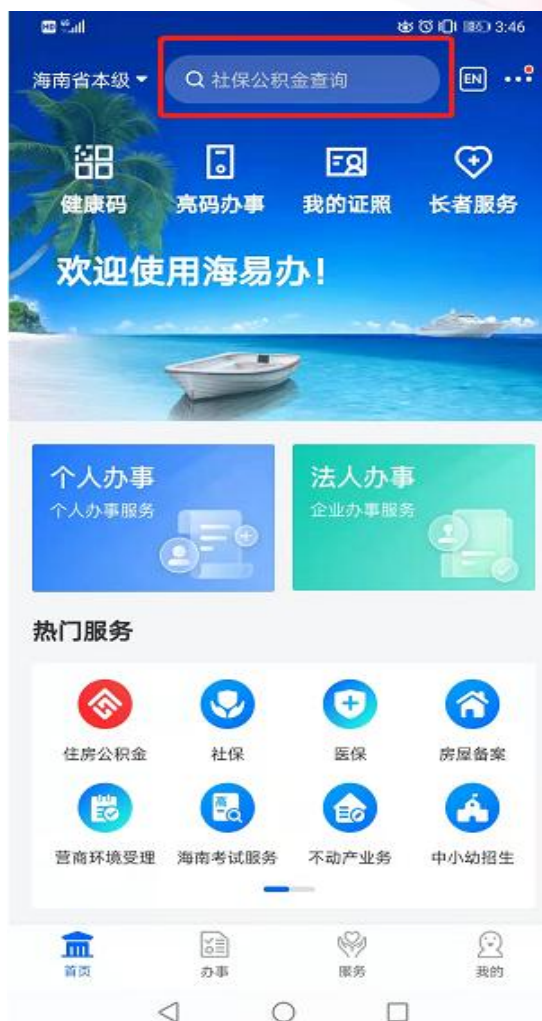 HD 3:46
海南省本级 社保公积金查询 EN
健康码 亮码办事 我的证照 长者服务
欢迎使用海易办!
个人办事 法人办事
个人办事服务 企业办事服务
热门服务
住房公积金 社保 医保 房屋备案
营商环境受理 海南考试服务 不动产业务 中小幼招生
首页 办事 服务 我的